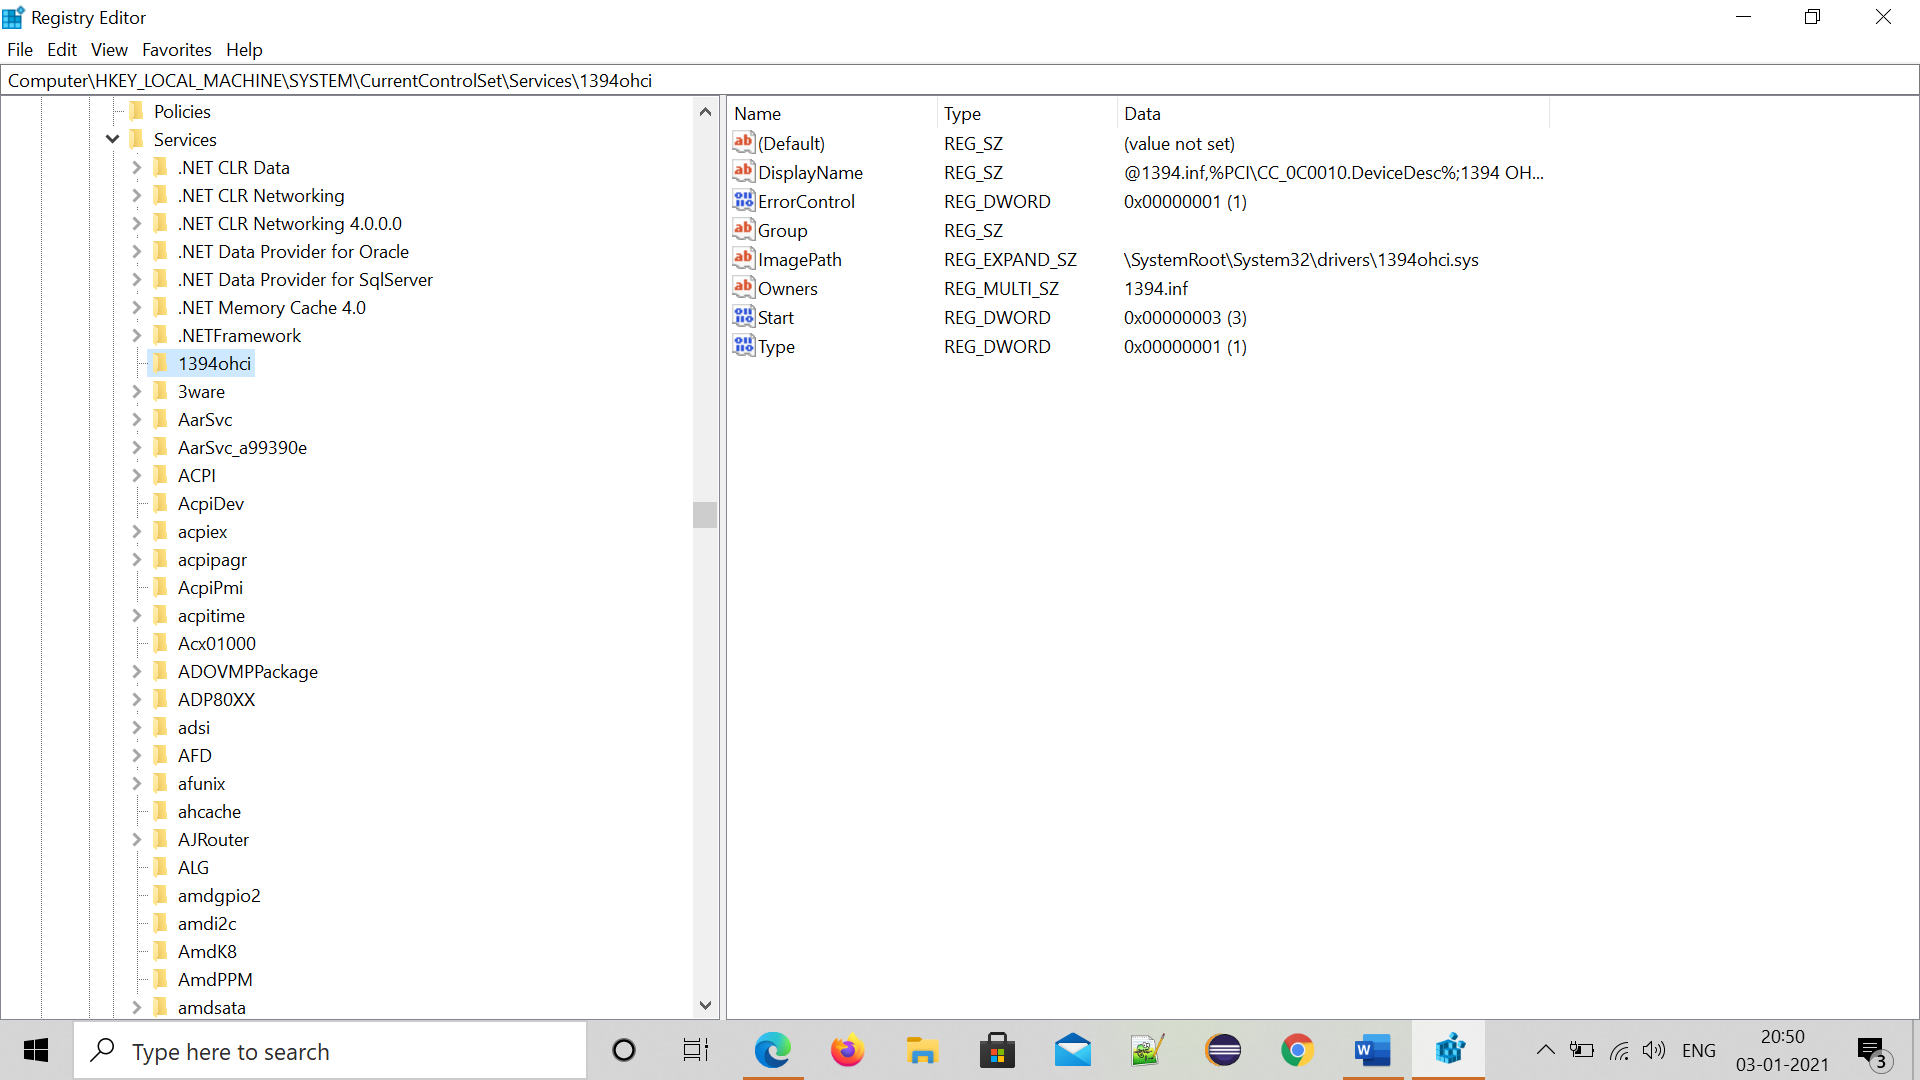 Registry Editor
File Edit View Favorites Help
Computer\HKEY_LOCAL_MACHINE\SYSTEM\CurrentControlSet\Services\1394ohci
Policies
Services
.NET CLR Data
.NET CLR Networking
.NET CLR Networking 4.0.0.0
.NET Data Provider for Oracle
.NET Data Provider for SqlServer
.NET Memory Cache 4.0
.NETFramework
1394ohci
3ware
AarSvc
AarSvc_a99390e
ACPI
AcpiDev
acpiex
acpipagr
AcpiPmi
acpitime
Acx01000
ADOVMPPackage
ADP80XX
adsi
AFD
afunix
ahcache
AJRouter
ALG
amdgpio2
amdi2c
AmdK8
AmdPPM
amdsata
Name Type Data
(Default) REG_SZ (value not set)
DisplayName REG_SZ @1394.inf,%PCI\CC_0C0010.DeviceDesc%;1394 OH...
ErrorControl REG_DWORD 0x00000001 (1)
Group REG_SZ
ImagePath REG_EXPAND_SZ \SystemRoot\System32\drivers\1394ohci.sys
Owners REG_MULTI_SZ 1394.inf
Start REG_DWORD 0x00000003 (3)
Type REG_DWORD 0x00000001 (1)
Type here to search
ENG
20:50
03-01-2021
3